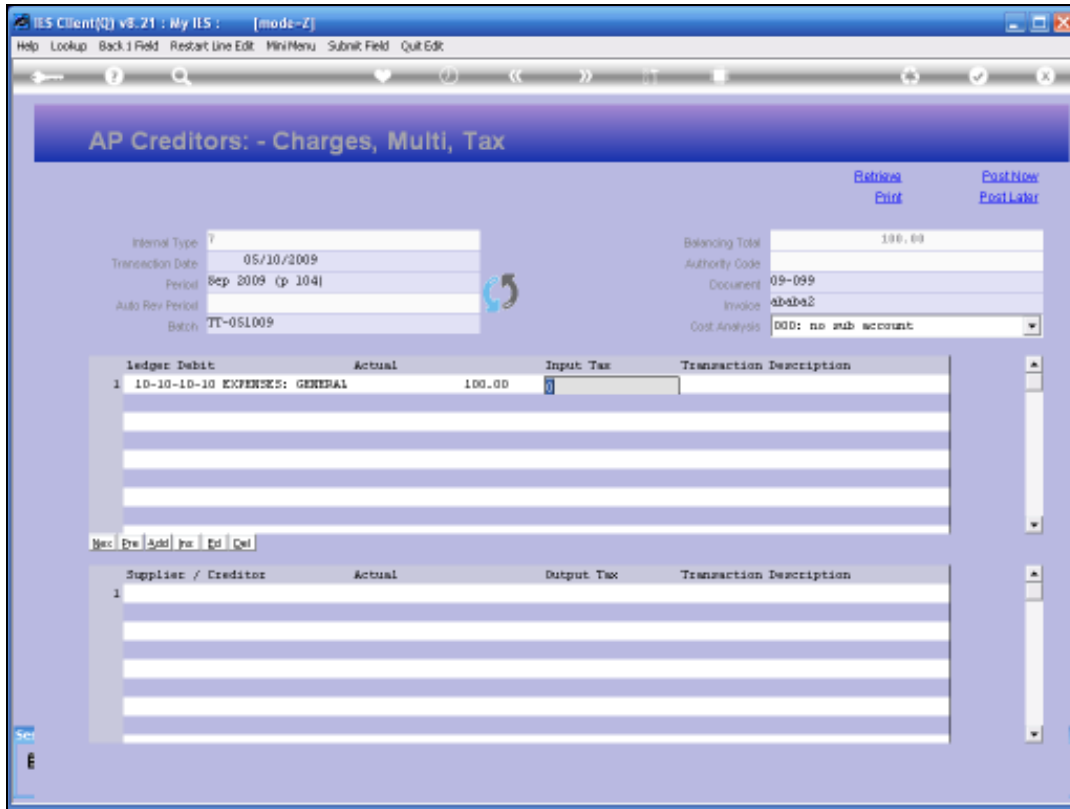 IES Client(Q) v8.21 : My IES : [mode-Z]
Help Lookup Back 1 Field Restart Line Edit MiniMenu Submit Field Quit Edit
AP Creditors: - Charges, Multi, Tax
Retrieve Post Now
Print Post Later
Internal Type 7
Transaction Date 05/10/2009
Period Sep 2009 (p 104)
Auto Rev Period
Batch TT-051009
Balancing Total 100.00
Authority Code
Document 09-099
Invoice ababa2
Cost Analysis 000: no sub account
Ledger Debit Actual Input Tax Transaction Description
1 10-10-10-10 EXPENSES: GENERAL 100.00 0
Nxt Pre Add Ins Ed Del
Supplier / Creditor Actual Output Tax Transaction Description
1